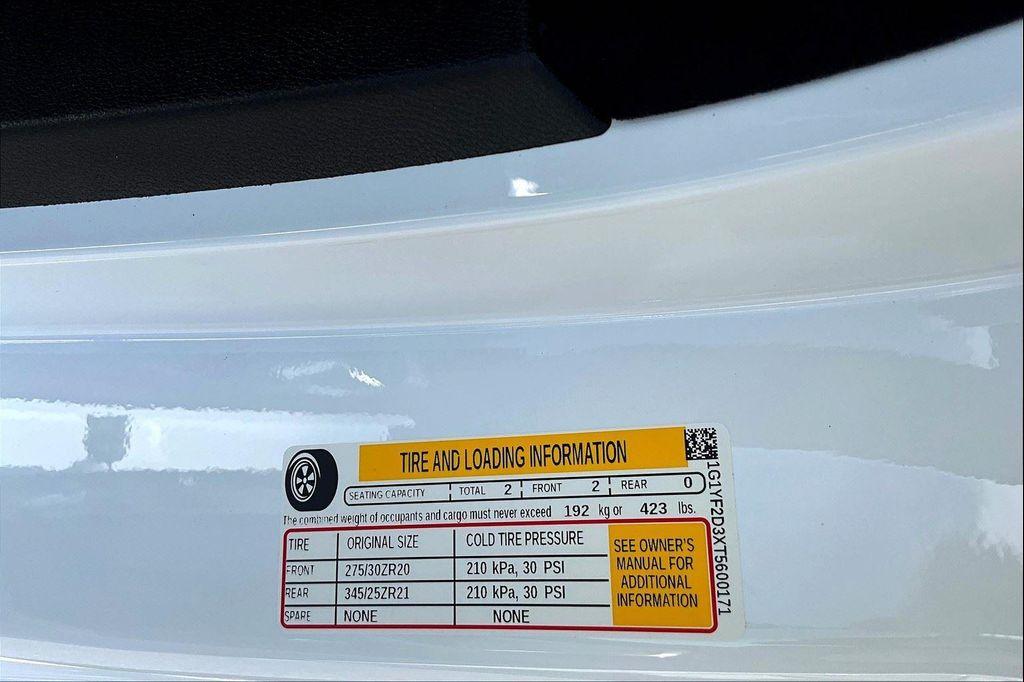 TIRE AND LOADING INFORMATION
SEATING CAPACITY TOTAL 2 FRONT 2 REAR 0
The combined weight of occupants and cargo must never exceed 192 kg or 423 lbs.
TIRE ORIGINAL SIZE COLD TIRE PRESSURE
FRONT 275/30ZR20 210 kPa, 30 PSI
REAR 345/25ZR21 210 kPa, 30 PSI
SPARE NONE NONE
SEE OWNER'S
MANUAL FOR
ADDITIONAL
INFORMATION
1G1YF2D3XT5600171